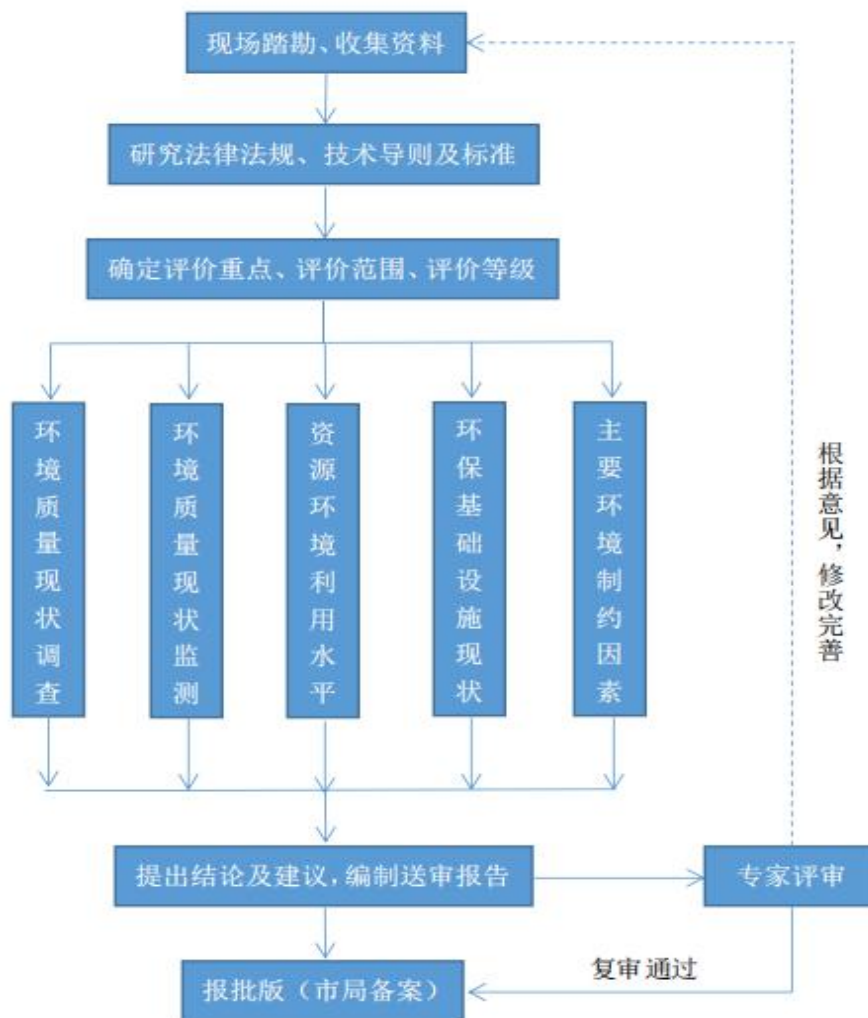 现场踏勘、收集资料
研究法律法规、技术导则及标准
确定评价重点、评价范围、评价等级
环境质量现状调查
环境质量现状监测
资源环境利用水平
环保基础设施现状
主要环境制约因素
根据意见，修改完善
提出结论及建议，编制送审报告
专家评审
复审通过
报批版（市局备案）